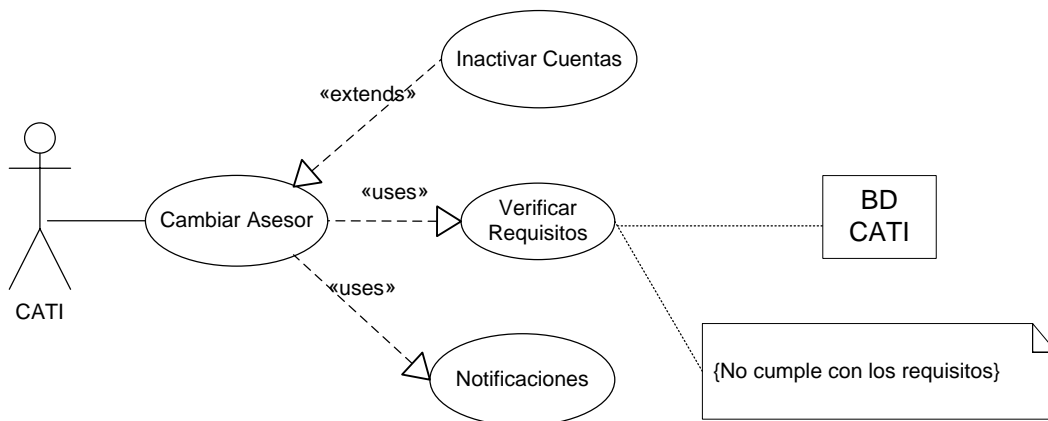 Inactivar Cuentas
«extends»
«uses»
Cambiar Asesor
Verificar
Requisitos
BD
CATI
«uses»
CATI
{No cumple con los requisitos}
Notificaciones